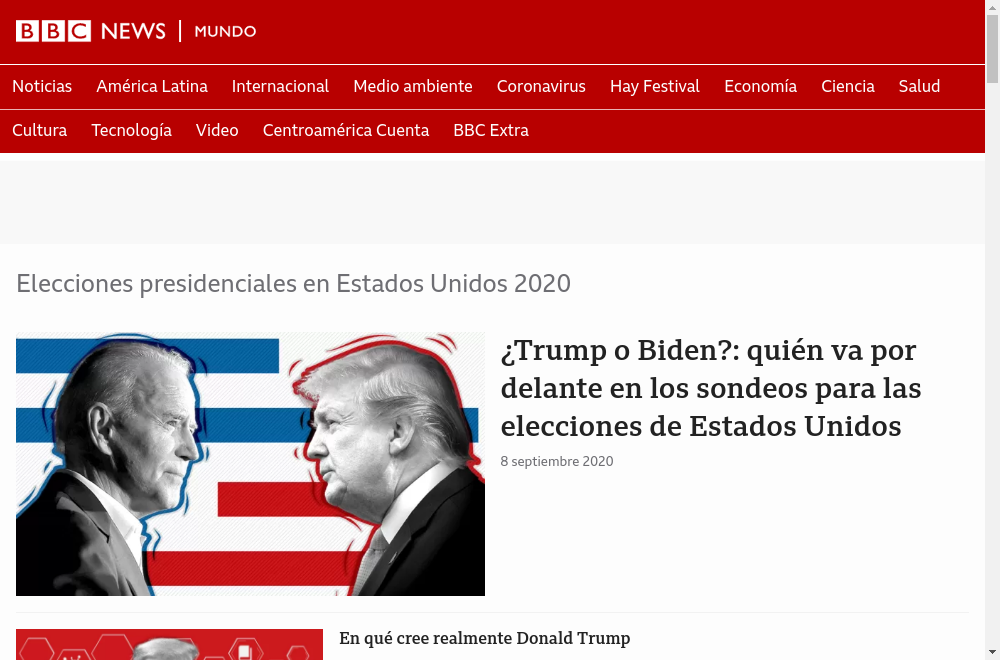 BBC NEWS | MUNDO
Noticias América Latina Internacional Medio ambiente Coronavirus Hay Festival Economía Ciencia Salud
Cultura Tecnología Video Centroamérica Cuenta BBC Extra
Elecciones presidenciales en Estados Unidos 2020
¿Trump o Biden?: quién va por
delante en los sondeos para las
elecciones de Estados Unidos
8 septiembre 2020
En qué cree realmente Donald Trump